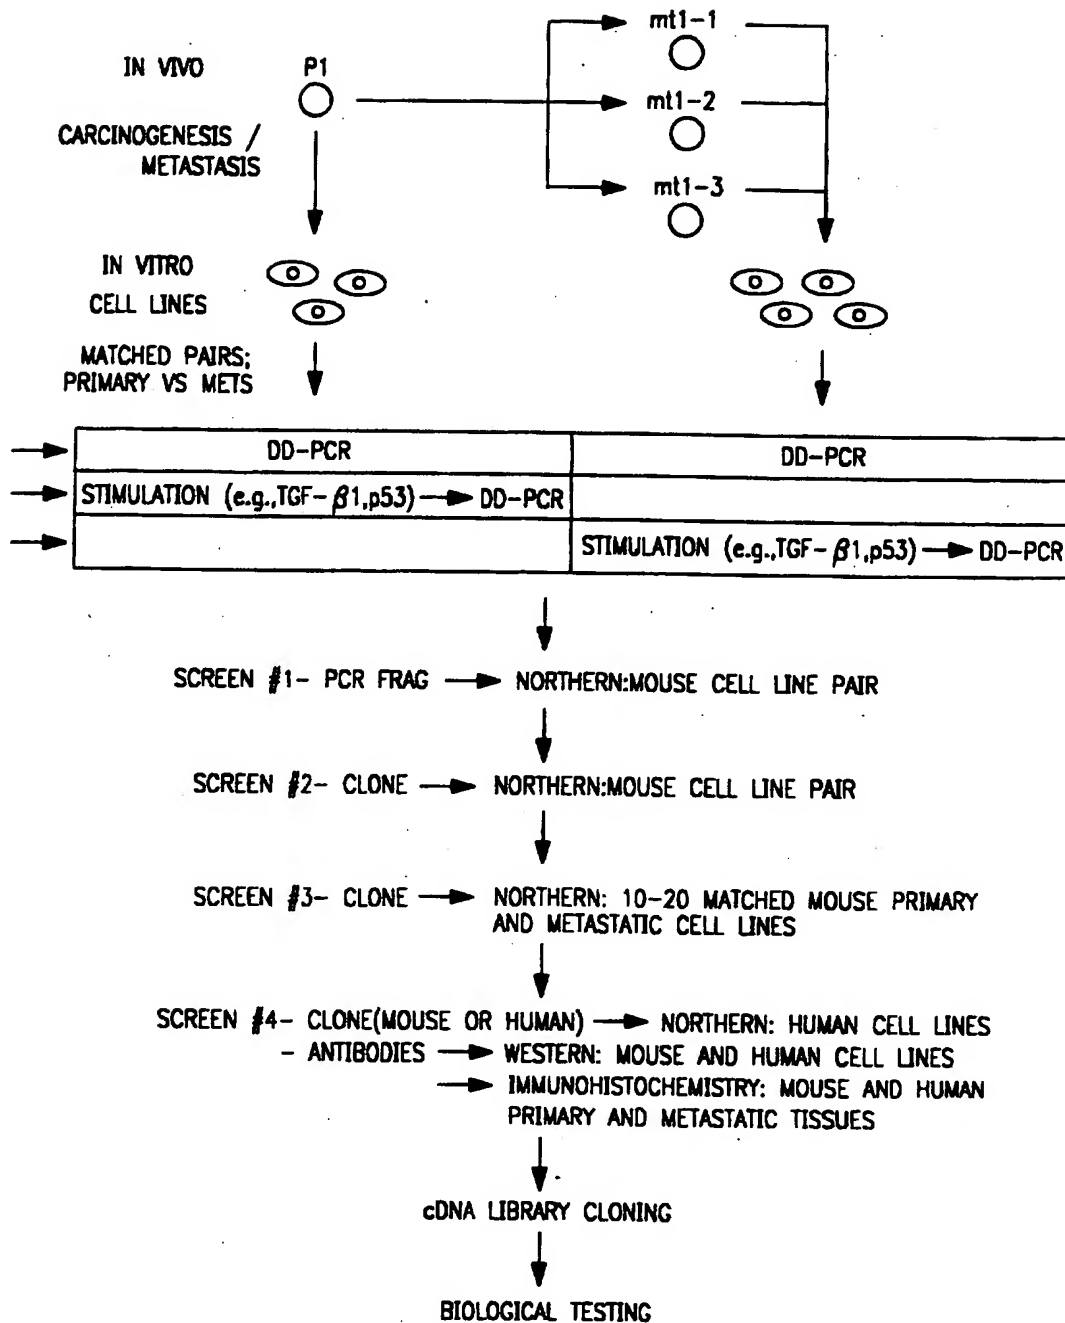 mt1-1
IN VIVO P1
mt1-2
CARCINOGENESIS /
METASTASIS
mt1-3
IN VITRO
CELL LINES
MATCHED PAIRS;
PRIMARY VS METS
DD-PCR DD-PCR
STIMULATION (e.g.,TGF-β1,p53) → DD-PCR
STIMULATION (e.g.,TGF-β1,p53) → DD-PCR
SCREEN #1- PCR FRAG → NORTHERN:MOUSE CELL LINE PAIR
SCREEN #2- CLONE → NORTHERN:MOUSE CELL LINE PAIR
SCREEN #3- CLONE → NORTHERN: 10-20 MATCHED MOUSE PRIMARY
AND METASTATIC CELL LINES
SCREEN #4- CLONE(MOUSE OR HUMAN) → NORTHERN: HUMAN CELL LINES
- ANTIBODIES → WESTERN: MOUSE AND HUMAN CELL LINES
→ IMMUNOHISTOCHEMISTRY: MOUSE AND HUMAN
PRIMARY AND METASTATIC TISSUES
cDNA LIBRARY CLONING
BIOLOGICAL TESTING